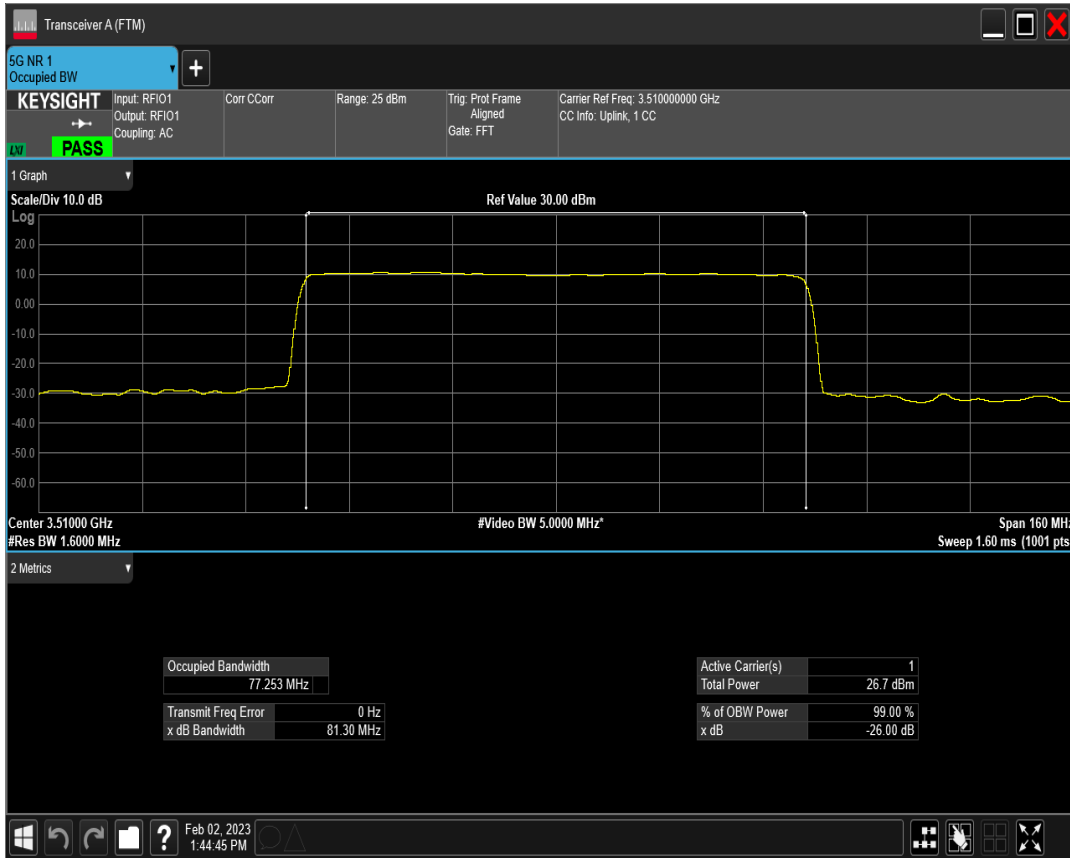 Transceiver A (FTM)
5G NR 1
Occupied BW
+
KEYSIGHT
LXI
PASS
Input: RFIO1
Output: RFIO1
Coupling: AC
Corr CCorr
Range: 25 dBm
Trig: Prot Frame
Aligned
Gate: FFT
Carrier Ref Freq: 3.510000000 GHz
CC Info: Uplink, 1 CC
1 Graph
Scale/Div 10.0 dB
Ref Value 30.00 dBm
Log
20.0
10.0
0.00
-10.0
-20.0
-30.0
-40.0
-50.0
-60.0
Center 3.51000 GHz
#Video BW 5.0000 MHz*
Span 160 MHz
#Res BW 1.6000 MHz
Sweep 1.60 ms (1001 pts
2 Metrics
Occupied Bandwidth
77.253 MHz
Transmit Freq Error 0 Hz
x dB Bandwidth 81.30 MHz
Active Carrier(s) 1
Total Power 26.7 dBm
% of OBW Power 99.00 %
x dB -26.00 dB
?
Feb 02, 2023
1:44:45 PM